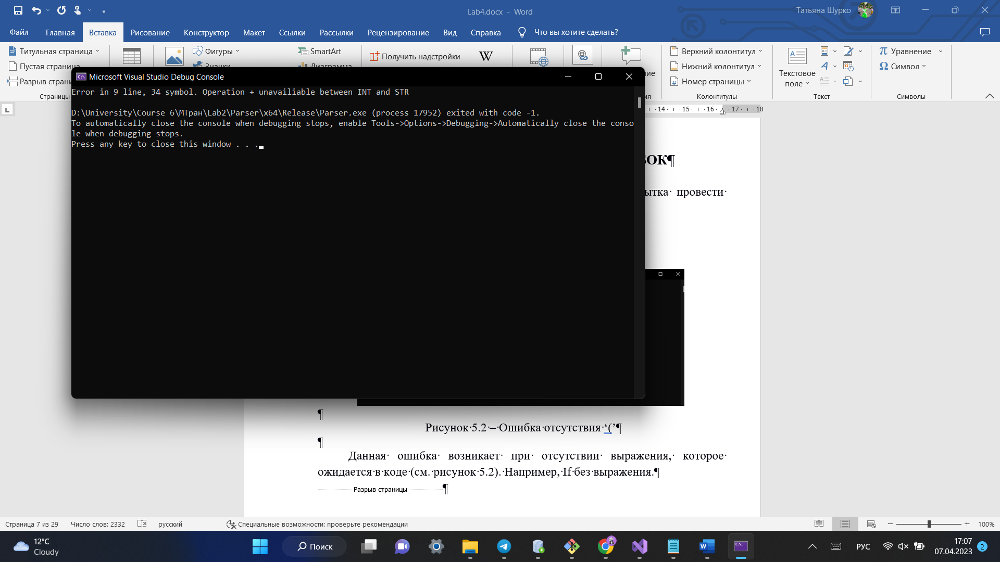 Lab4.docx - Word
Татьяна Шурко
Файл Главная Вставка Рисование Конструктор Макет Ссылки Рассылки Рецензирование Вид Справка Что вы хотите сделать?
Титульная страница
Пустая страница
Разрыв страни
Страницы
Фигуры
Значки
SmartArt
Диаграмма
Получить надстройки
W
ние
ия
Верхний колонтитул
Нижний колонтитул
Номер страницы
Колонтитулы
Текстовое
поле
Текст
Уравнение
Символ
Символы
Microsoft Visual Studio Debug Console
Error in 9 line, 34 symbol. Operation + unavailiable between INT and STR
D:\University\Course 6\МТран\Lab2\Parser\x64\Release\Parser.exe (process 17952) exited with code -1.
To automatically close the console when debugging stops, enable Tools->Options->Debugging->Automatically close the conso
le when debugging stops.
Press any key to close this window . . .
14 15 16 17 18
ОК¶
ытка провести
¶
Рисунок 5.2 – Ошибка отсутствия ‘(’¶
¶
Данная ошибка возникает при отсутствии выражения, которое
ожидается в коде (см. рисунок 5.2). Например, If без выражения.¶
Разрыв страницы¶
Страница 7 из 29 Число слов: 2332 русский Специальные возможности: проверьте рекомендации 100%
12°C
Cloudy
Поиск
РУС
17:07
07.04.2023
2